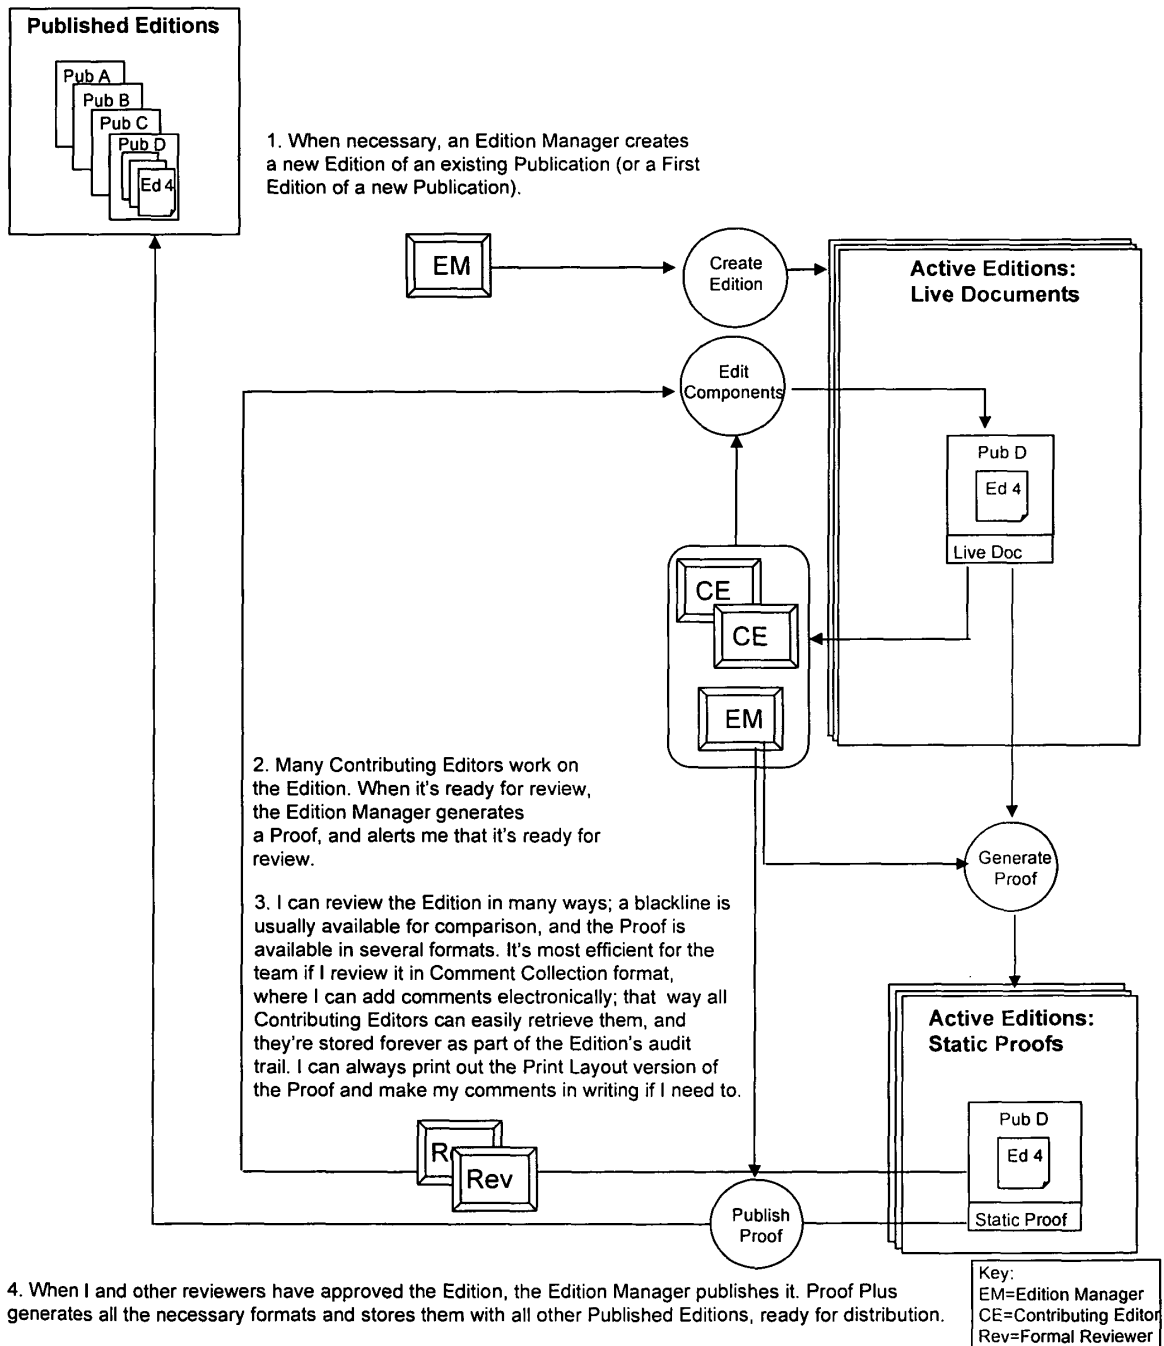 Published Editions
Pub A
Pub B
Pub C
Pub D
Ed 4
1. When necessary, an Edition Manager creates
a new Edition of an existing Publication (or a First
Edition of a new Publication).
EM
Create
Edition
Active Editions:
Live Documents
Edit
Components
Pub D
Ed 4
Live Doc
CE
CE
EM
2. Many Contributing Editors work on
the Edition. When it's ready for review,
the Edition Manager generates
a Proof, and alerts me that it's ready for
review.
Generate
Proof
3. I can review the Edition in many ways; a blackline is
usually available for comparison, and the Proof is
available in several formats. It's most efficient for the
team if I review it in Comment Collection format,
where I can add comments electronically; that way all
Contributing Editors can easily retrieve them, and
they're stored forever as part of the Edition's audit
trail. I can always print out the Print Layout version of
the Proof and make my comments in writing if I need to.
Active Editions:
Static Proofs
Pub D
Ed 4
Static Proof
Rev
Publish
Proof
4. When I and other reviewers have approved the Edition, the Edition Manager publishes it. Proof Plus
generates all the necessary formats and stores them with all other Published Editions, ready for distribution.
Key:
EM=Edition Manager
CE=Contributing Editor
Rev=Formal Reviewer